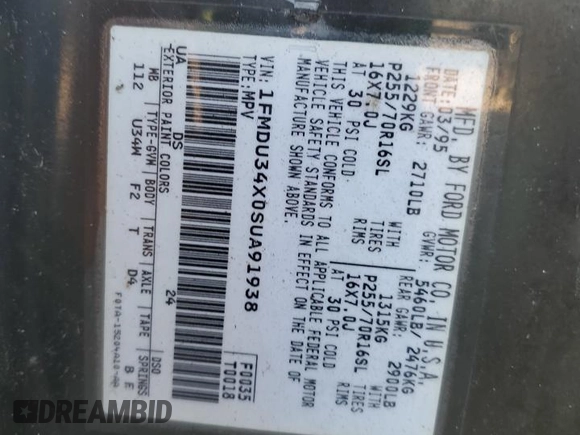 MFD. BY FORD MOTOR CO. IN U.S.A.
DATE: 03/95 GVWR: 5460LB/ 2476KG
FRONT GAWR: 2710LB REAR GAWR: 2900LB
1229KG WITH 1315KG WITH
P255/70R16SL TIRES P255/70R16SL TIRES
16X7.0J RIMS 16X7.0J RIMS
AT 30 PSI COLD AT 30 PSI COLD
THIS VEHICLE CONFORMS TO ALL APPLICABLE FEDERAL MOTOR
VEHICLE SAFETY STANDARDS IN EFFECT ON THE DATE OF
MANUFACTURE SHOWN ABOVE.
VIN: 1FMDU34X0SUA91938
TYPE: MPV
F0035
T0018
UA DS 24
EXTERIOR PAINT COLORS DSO
WB TYPE-GVW BODY TRANS AXLE TAPE SPRINGS
112 U34W F2 T D4 B E
DREAMBID